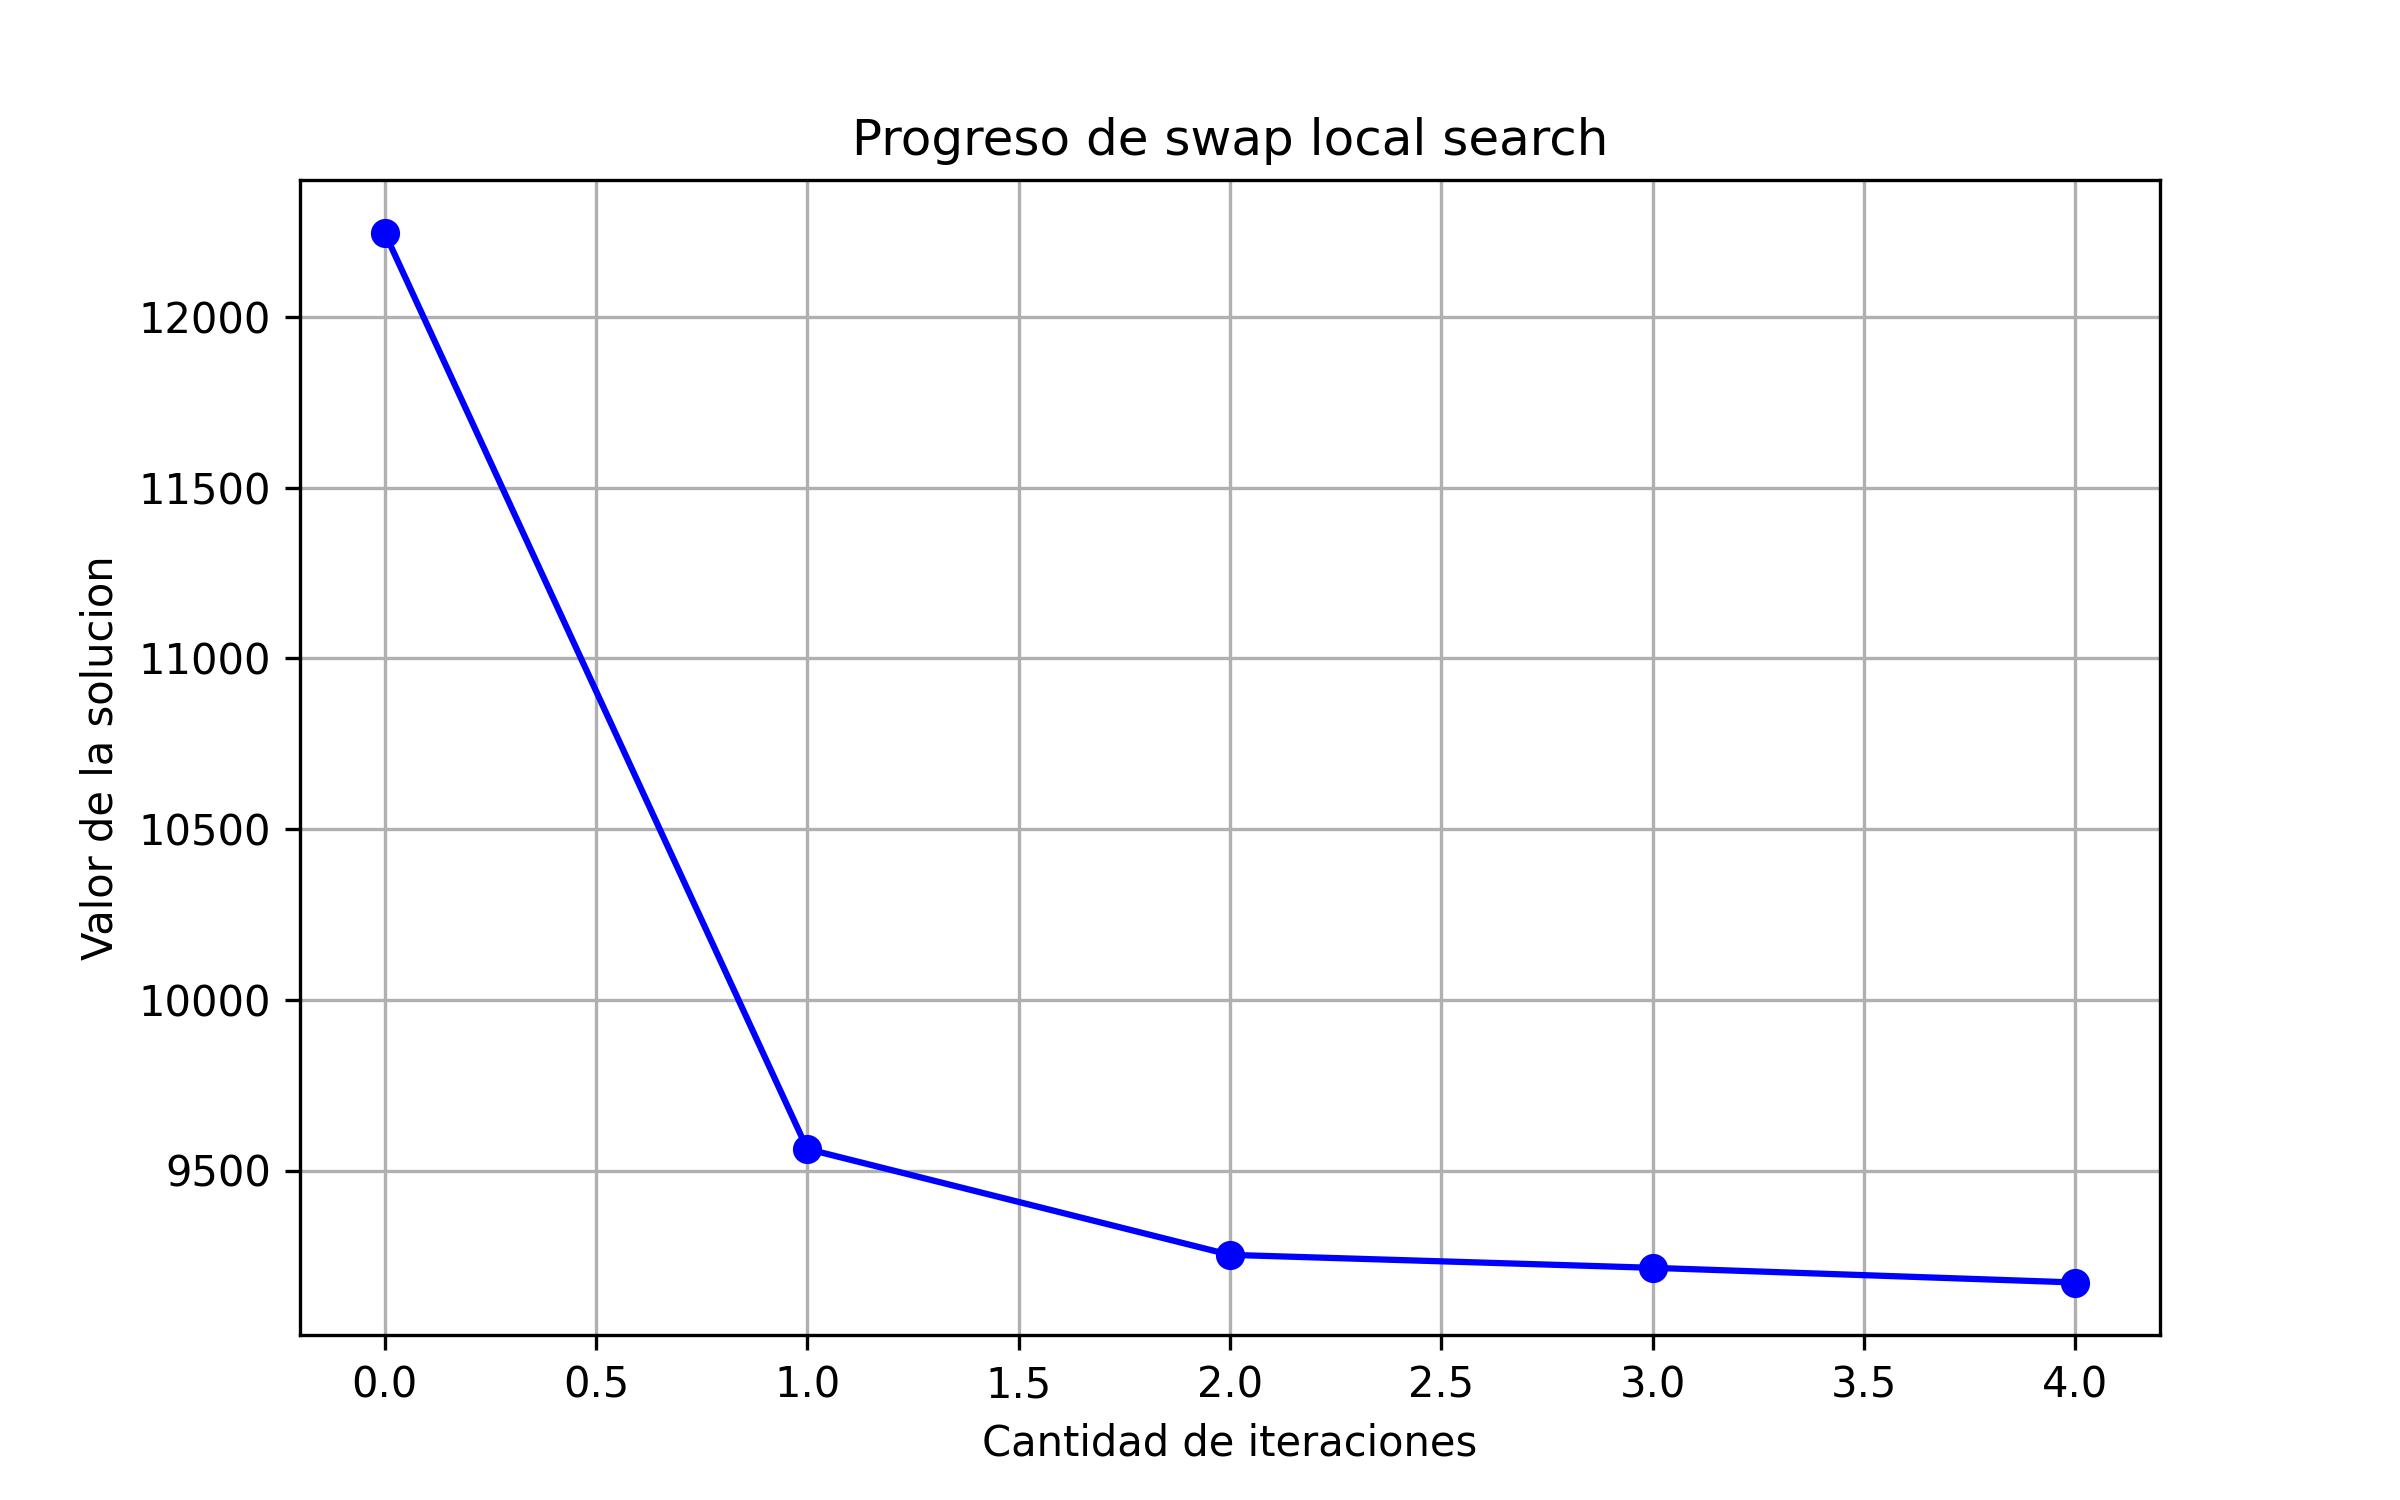 Progreso de swap local search
Valor de la solucion
12000
11500
11000
10500
10000
9500
0.0 0.5 1.0 1.5 2.0 2.5 3.0 3.5 4.0
Cantidad de iteraciones